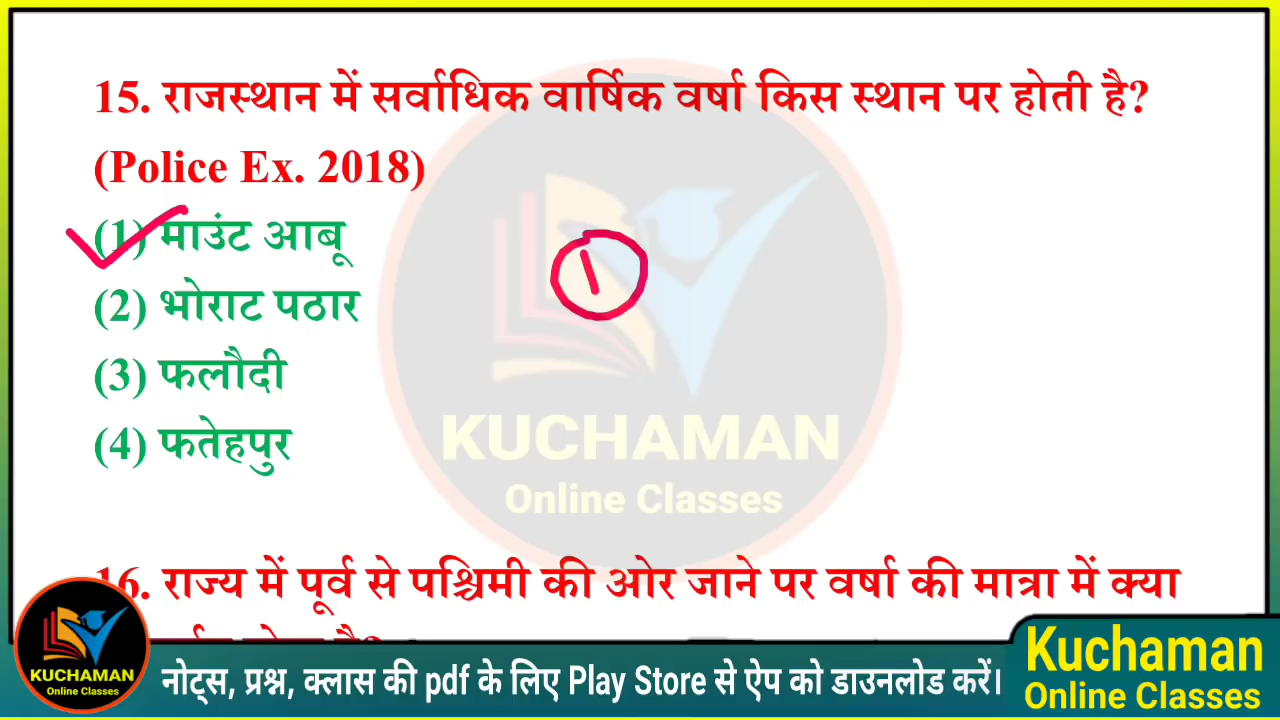 15. राजस्थान में सर्वाधिक वार्षिक वर्षा किस स्थान पर होती है?
(Police Ex. 2018)
(1) माउंट आबू
(2) भोराट पठार
(3) फलौदी
(4) फतेहपुर
1
KUCHAMAN
Online Classes
16. राज्य में पूर्व से पश्चिमी की ओर जाने पर वर्षा की मात्रा में क्या
KUCHAMAN
Online Classes
नोट्स, प्रश्न, क्लास की pdf के लिए Play Store से ऐप को डाउनलोड करें।
Kuchaman
Online Classes